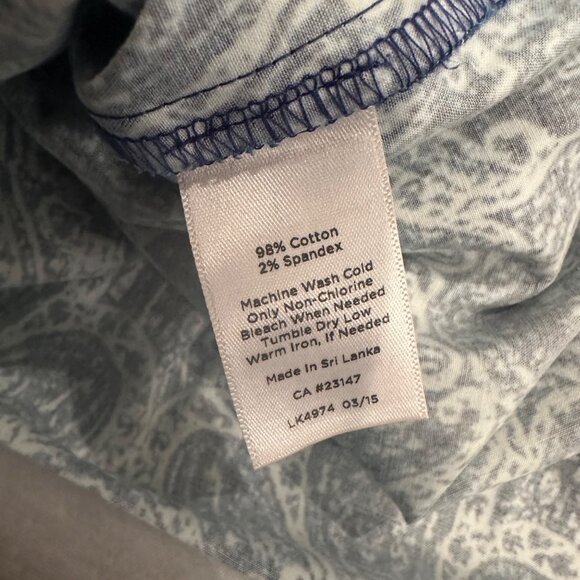 98% Cotton
2% Spandex
Machine Wash Cold
Only Non-Chlorine
Bleach When Needed
Tumble Dry Low
Warm Iron, If Needed
Made in Sri Lanka
CA #23147
LK4974 03/15